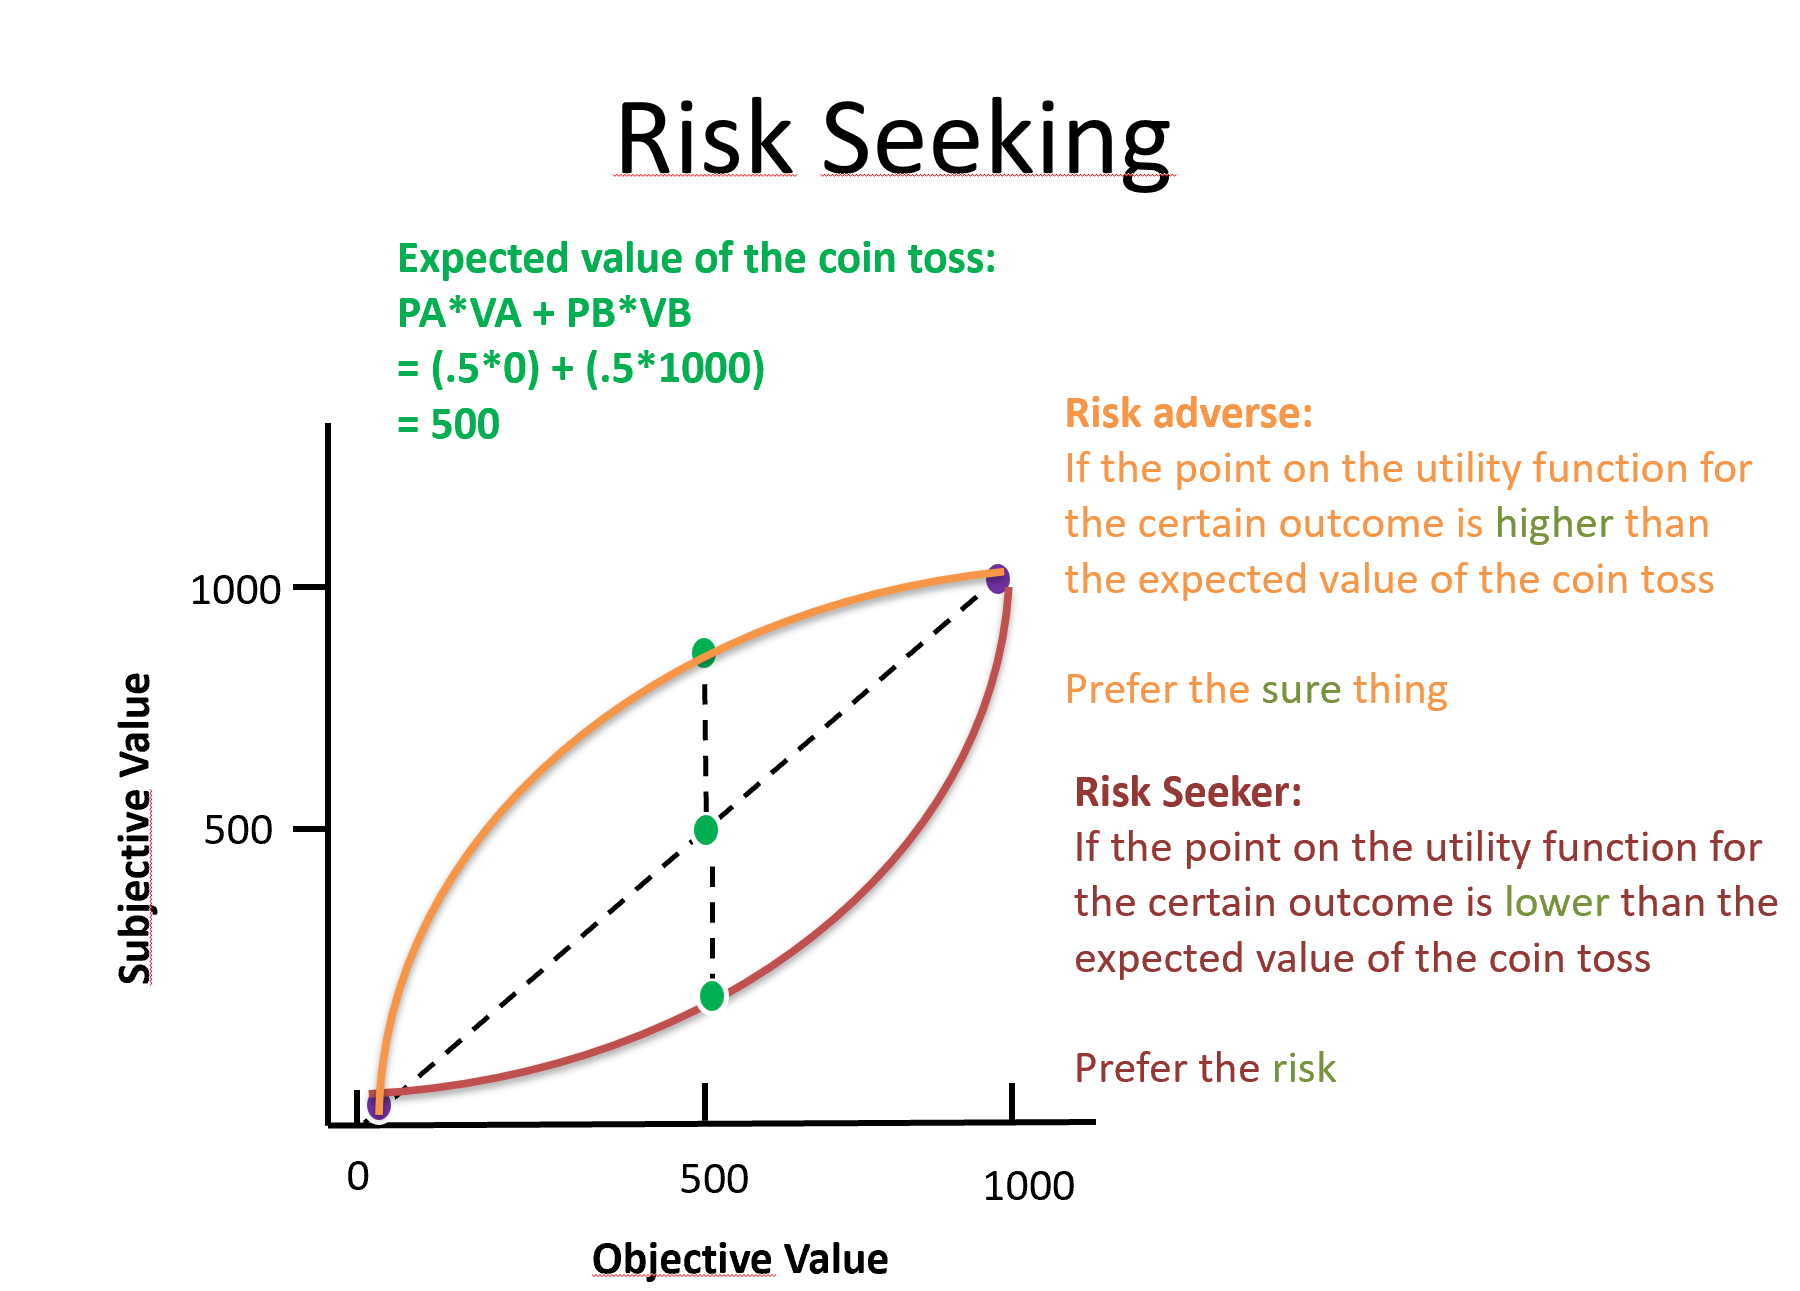 Risk Seeking
Expected value of the coin toss:
PA*VA + PB*VB
= (.5*0) + (.5*1000)
= 500
Risk adverse:
If the point on the utility function for
the certain outcome is higher than
the expected value of the coin toss
Prefer the sure thing
Risk Seeker:
If the point on the utility function for
the certain outcome is lower than the
expected value of the coin toss
Prefer the risk
Subjective Value
1000
500
0
500
1000
Objective Value